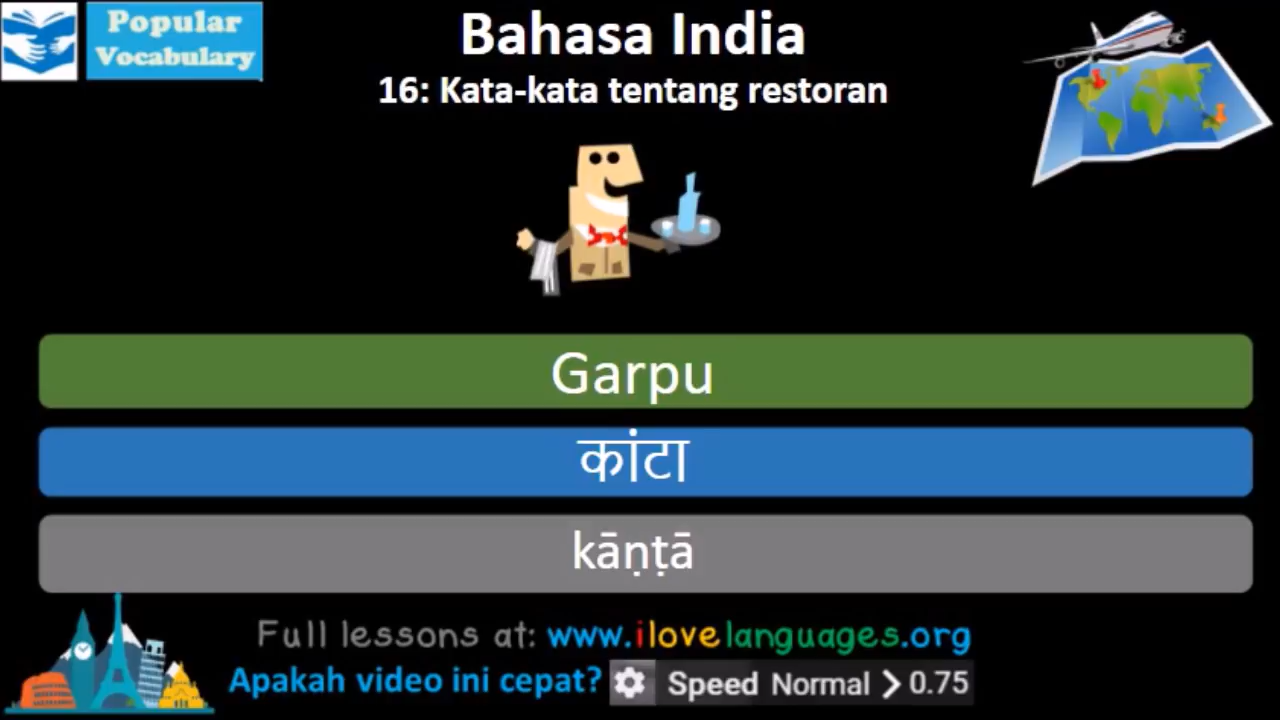 Popular
Vocabulary
Bahasa India
16: Kata-kata tentang restoran
Garpu
कांटा
kāṇṭā
Full lessons at: www.ilovelanguages.org
Apakah video ini cepat? Speed Normal > 0.75